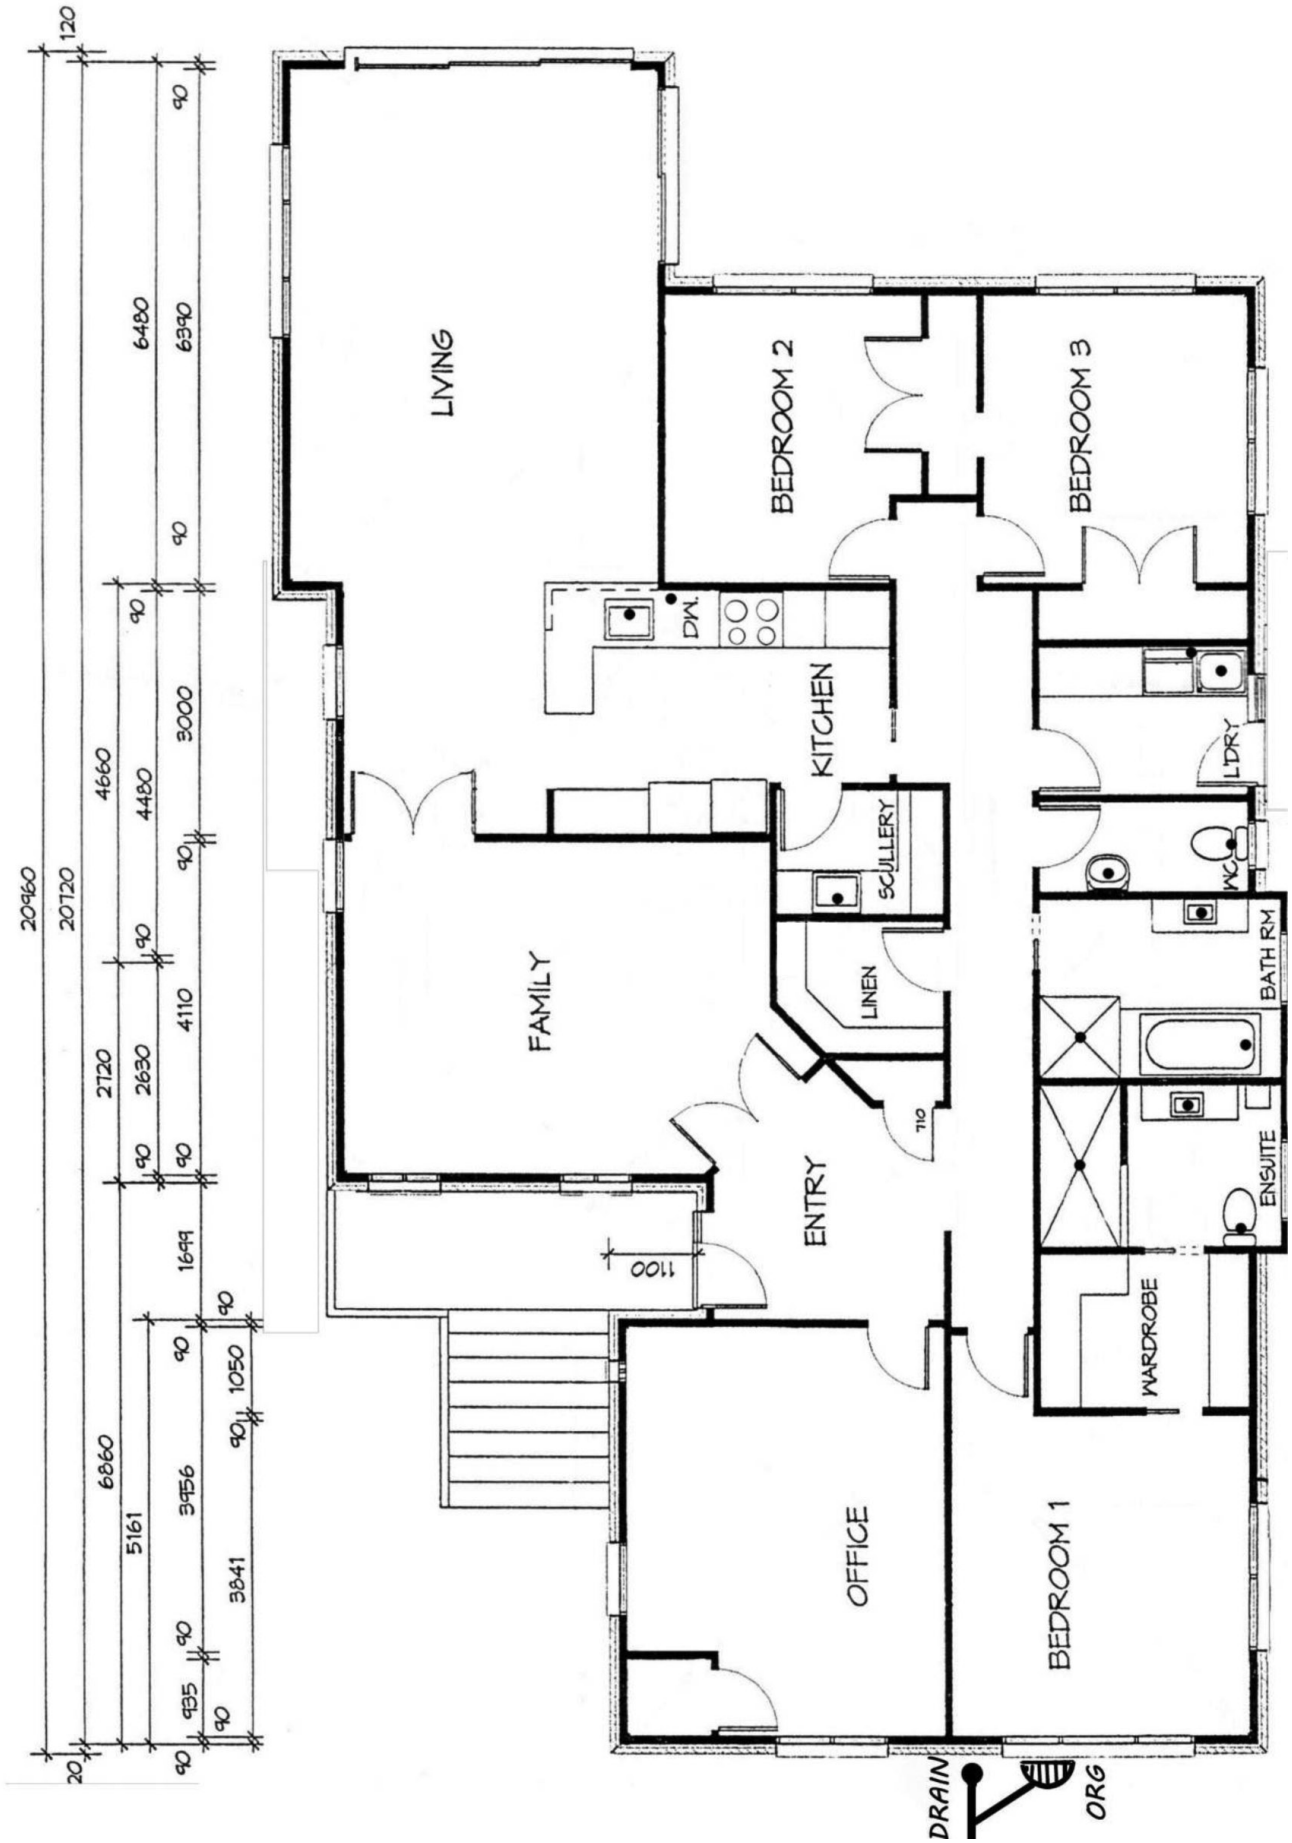 120
20960
20720
20
6480
4480
2630
90
90
90
4660
2720
6860
5161
90
6390
90
3000
90
4110
90
1699
90
3956
90
935
90
90
1050
90
3841
90
LIVING
BEDROOM 2
BEDROOM 3
DW.
KITCHEN
L'DRY
SCULLERY
WC
FAMILY
LINEN
BATH RM
710
ENTRY
ENSUITE
1100
WARDROBE
OFFICE
BEDROOM 1
DRAIN
ORG